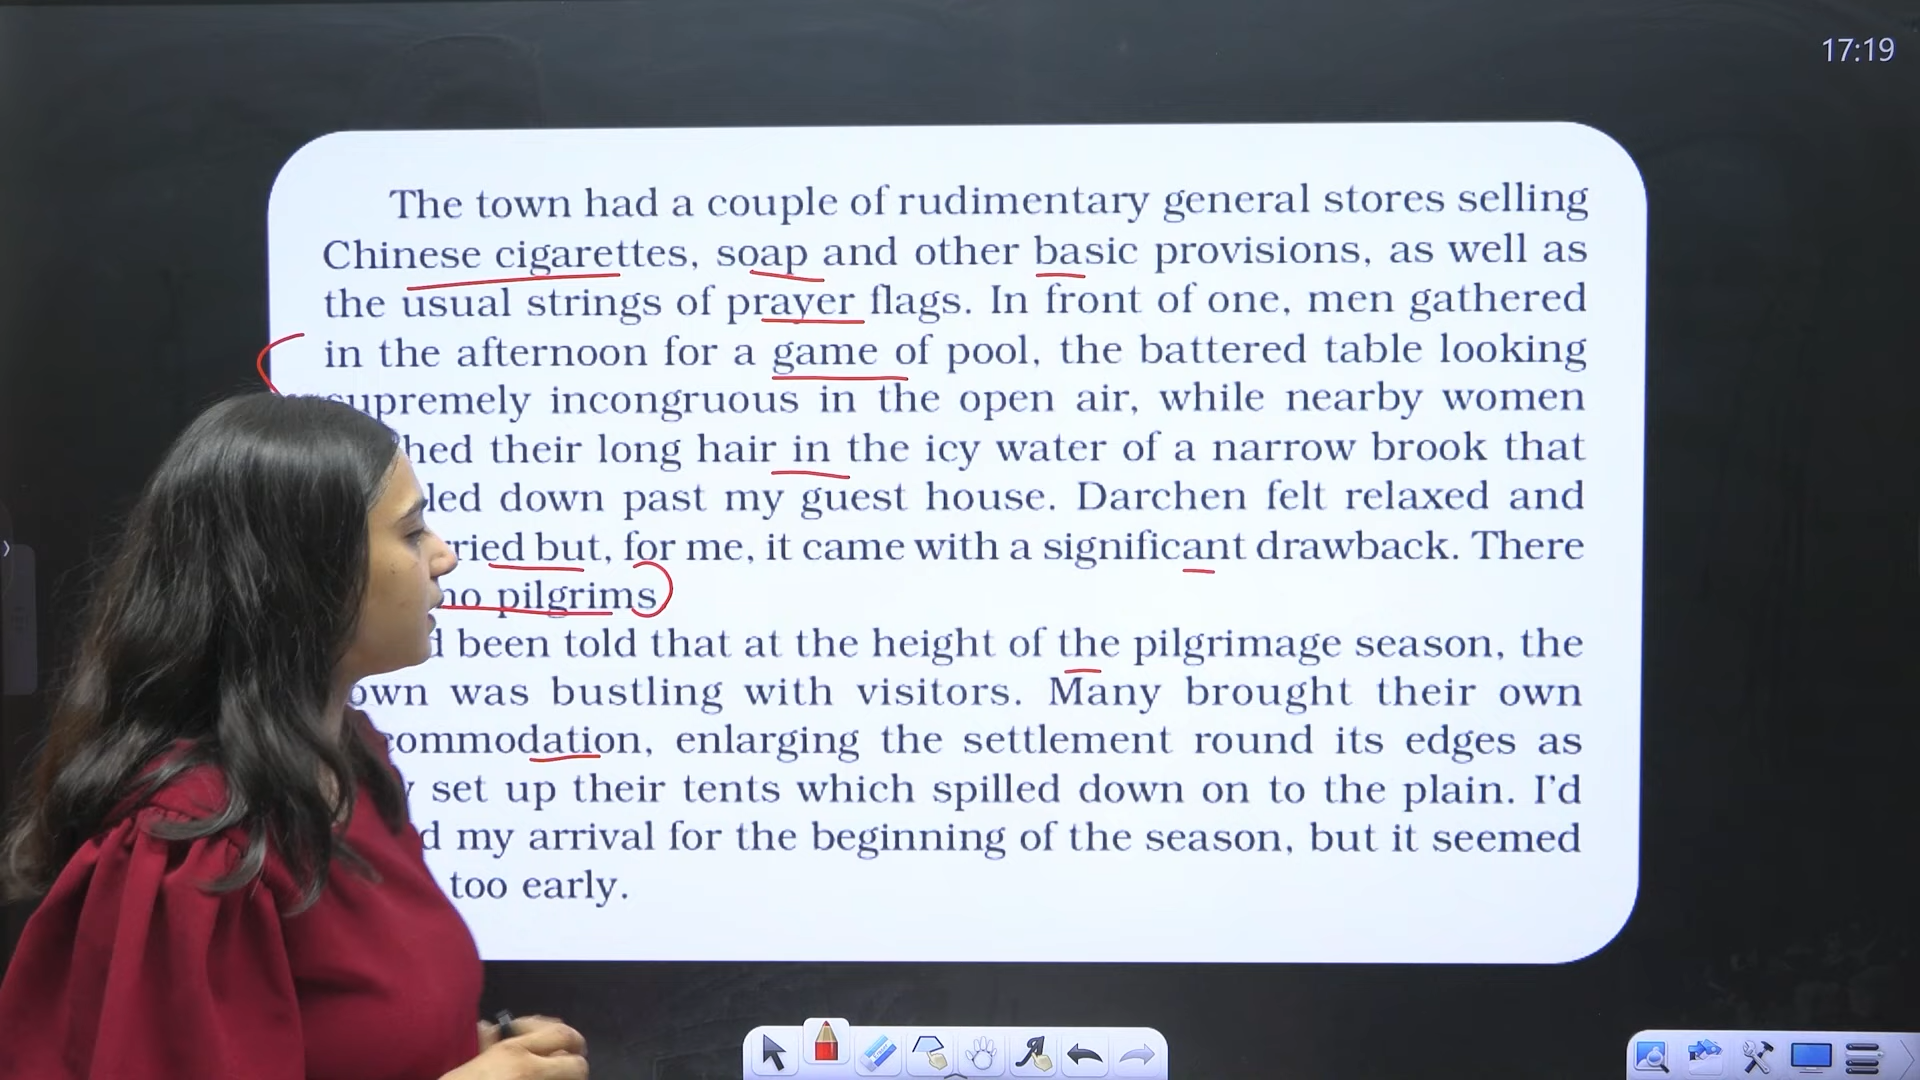 17:19
The town had a couple of rudimentary general stores selling
Chinese cigarettes, soap and other basic provisions, as well as
the usual strings of prayer flags. In front of one, men gathered
in the afternoon for a game of pool, the battered table looking
supremely incongruous in the open air, while nearby women
their long hair in the icy water of a narrow brook that
down past my guest house. Darchen felt relaxed and
but, for me, it came with a significant drawback. There
no pilgrims
been told that at the height of the pilgrimage season, the
was bustling with visitors. Many brought their own
enlarging the settlement round its edges as
set up their tents which spilled down on to the plain. I'd
my arrival for the beginning of the season, but it seemed
too early.